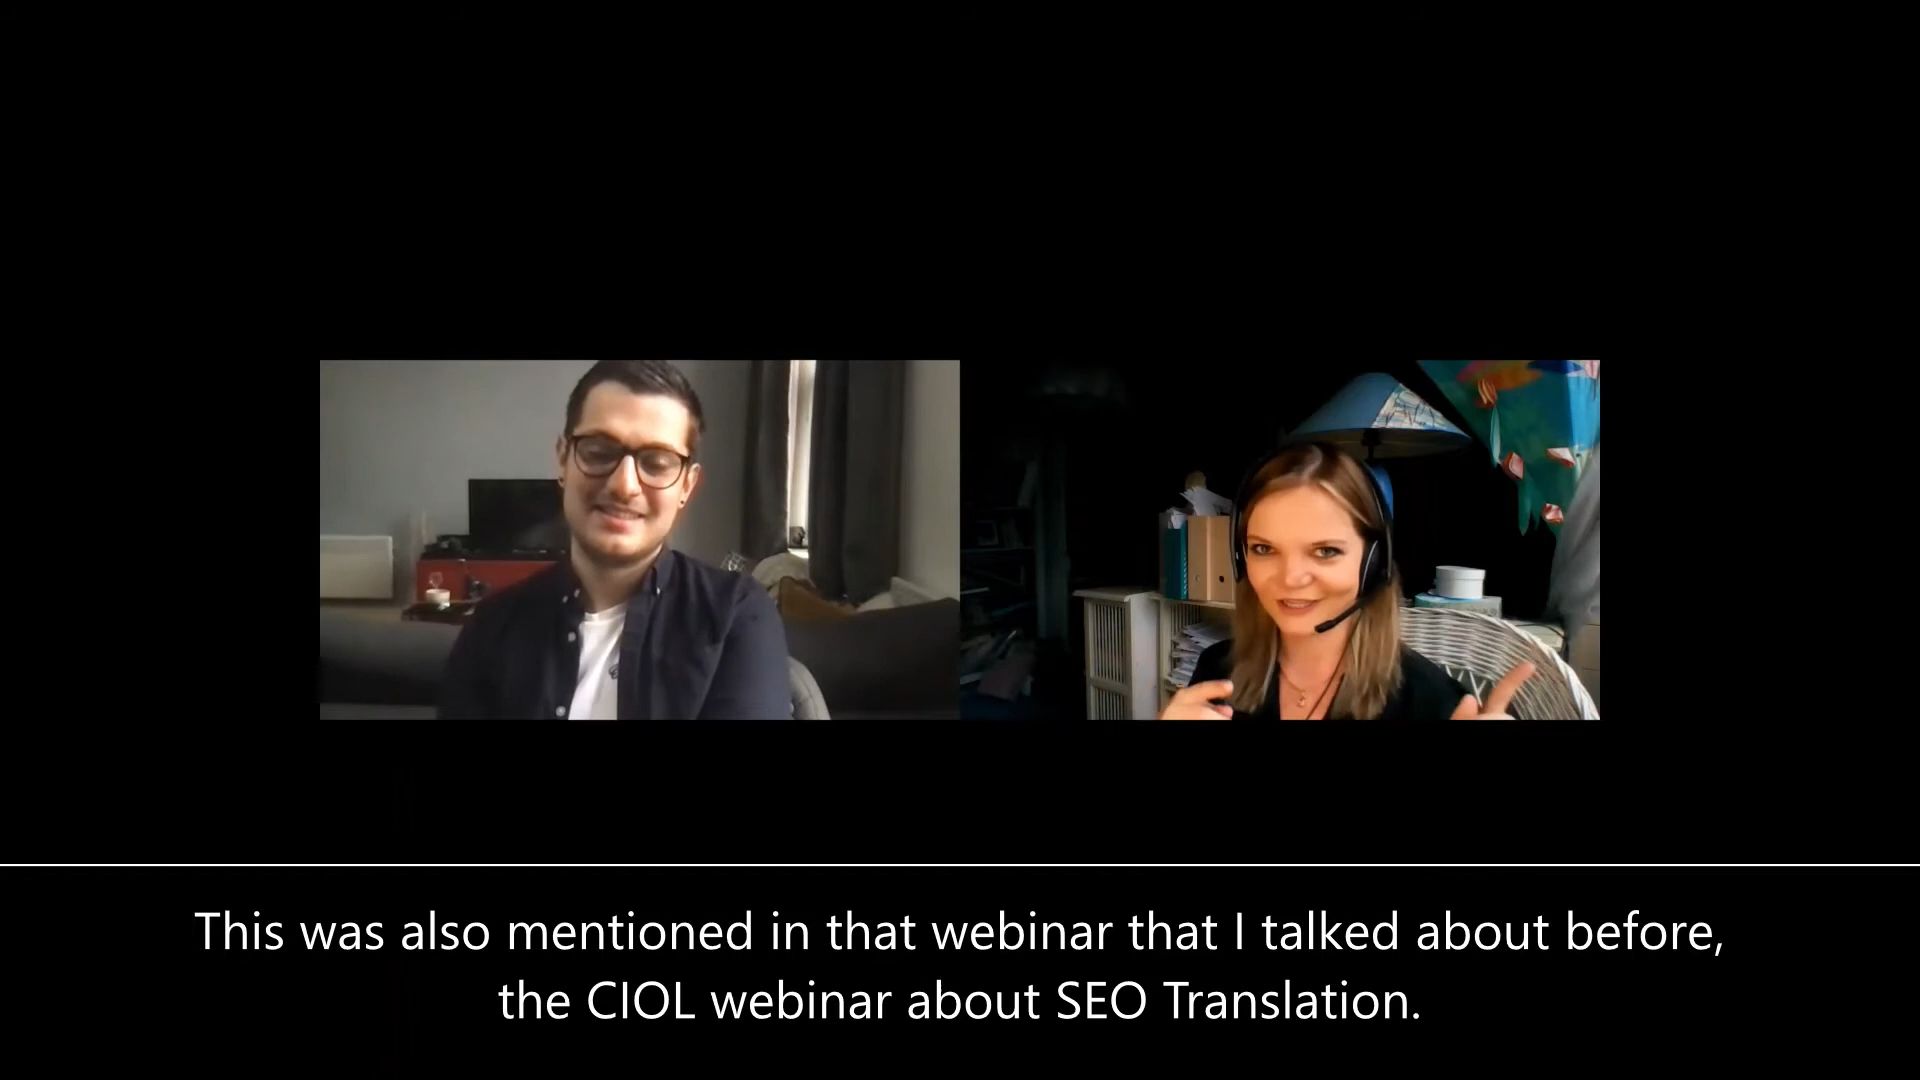 This was also mentioned in that webinar that I talked about before,
the CIOL webinar about SEO Translation.